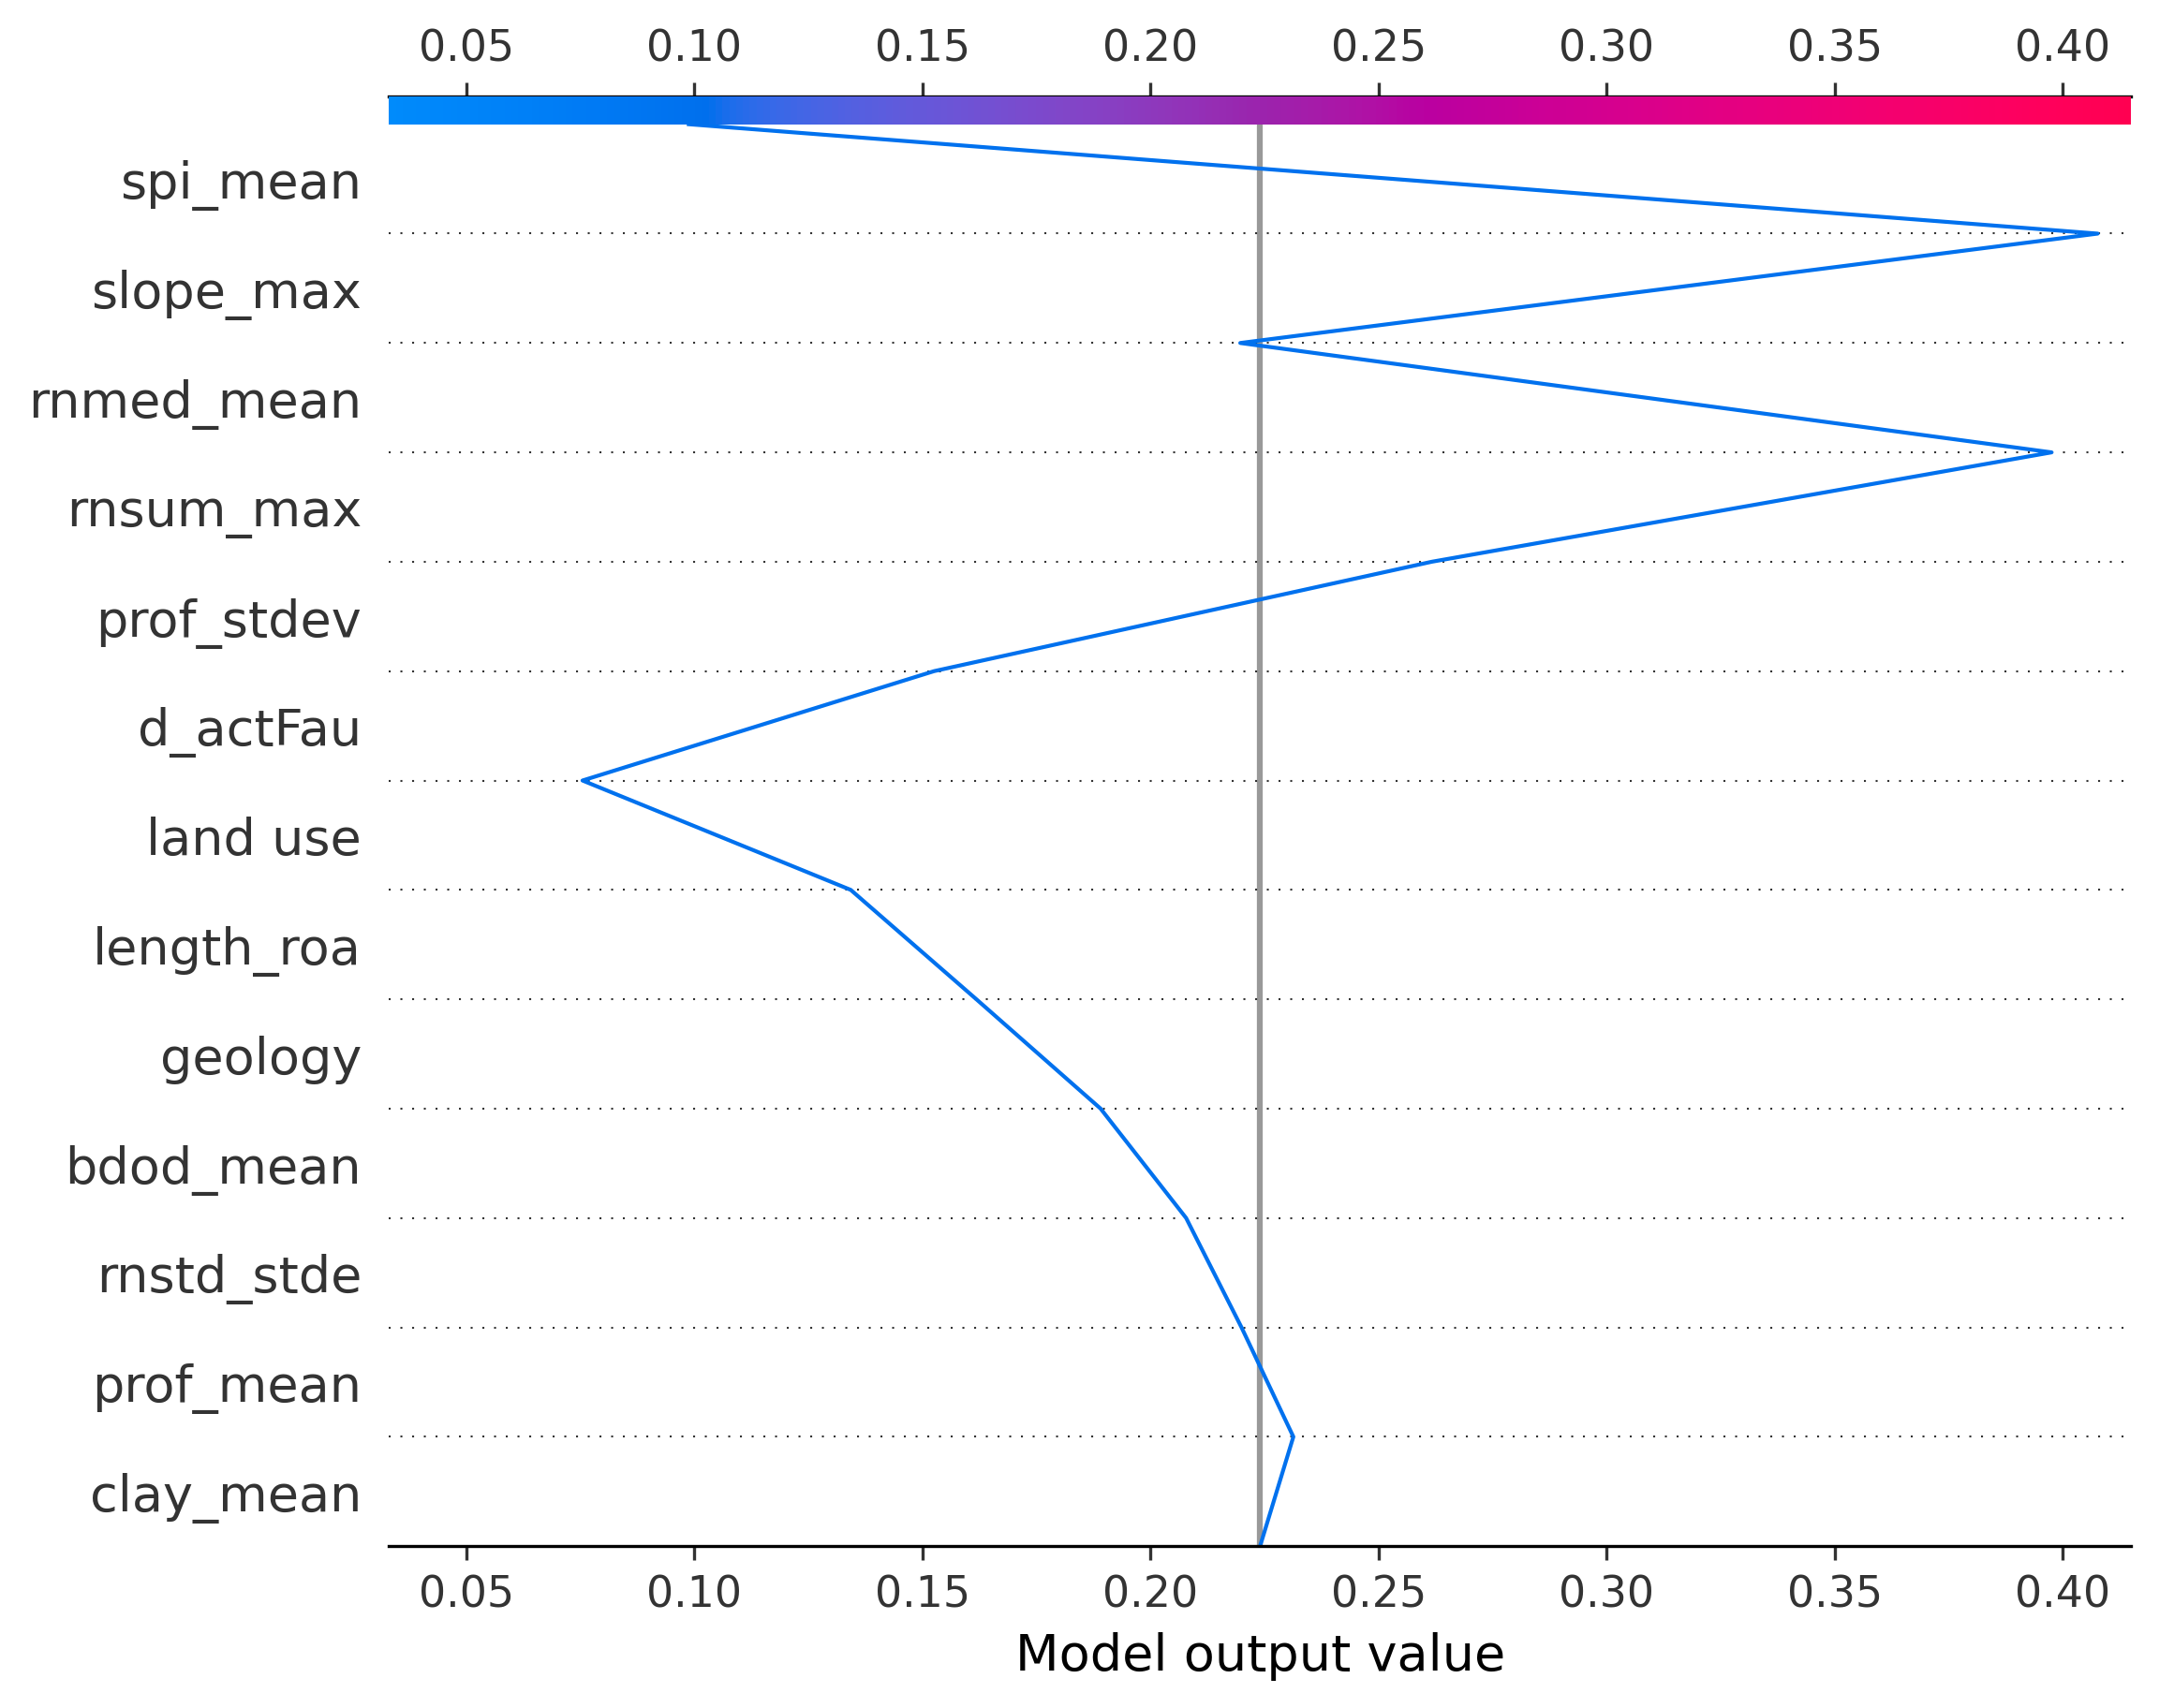 0.05 0.10 0.15 0.20 0.25 0.30 0.35 0.40
spi_mean
slope_max
rnmed_mean
rnsum_max
prof_stdev
d_actFau
land use
length_roa
geology
bdod_mean
rnstd_stde
prof_mean
clay_mean
0.05 0.10 0.15 0.20 0.25 0.30 0.35 0.40
Model output value